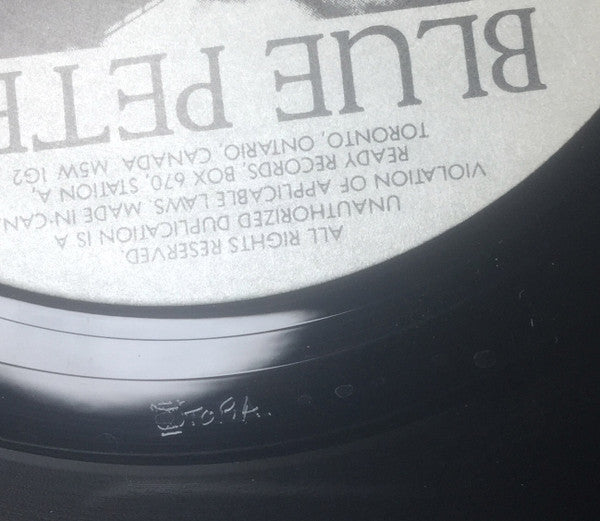 ALL RIGHTS RESERVED.
UNAUTHORIZED DUPLICATION IS A
VIOLATION OF APPLICABLE LAWS. MADE IN CAN
READY RECORDS, BOX 670, STATION A,
TORONTO, ONTARIO, CANADA M5W 1G2
BLUE PETE